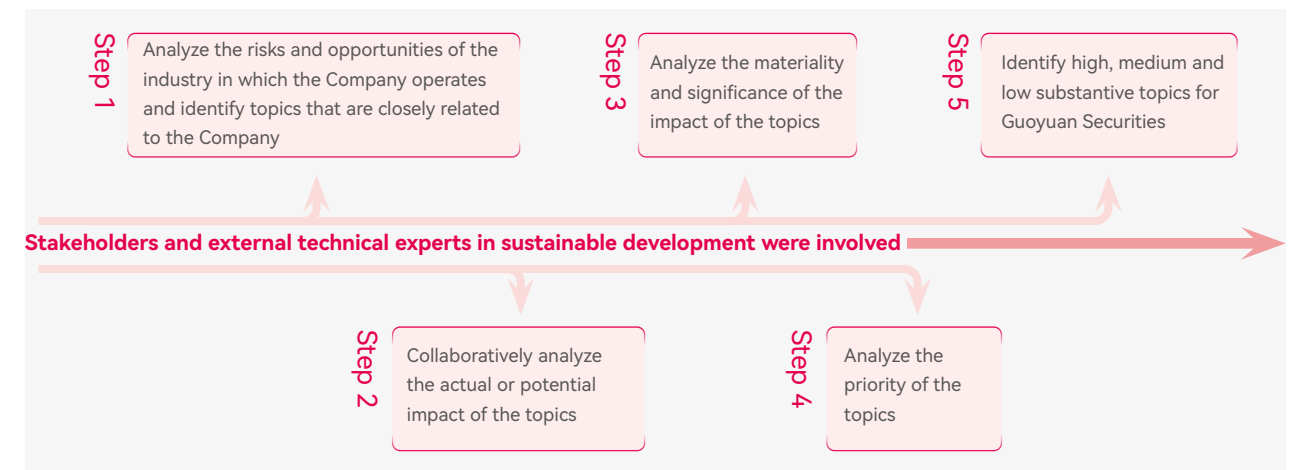 Step 1
Analyze the risks and opportunities of the
industry in which the Company operates
and identify topics that are closely related
to the Company
Step 3
Analyze the materiality
and significance of the
impact of the topics
Step 5
Identify high, medium and
low substantive topics for
Guoyuan Securities
Stakeholders and external technical experts in sustainable development were involved
Step 2
Collaboratively analyze
the actual or potential
impact of the topics
Step 4
Analyze the
priority of the
topics